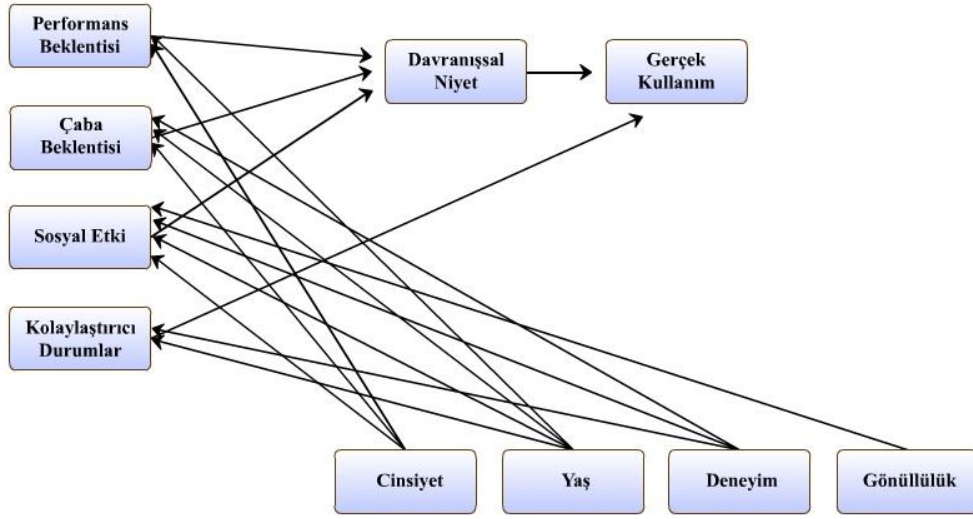 Performans
Beklentisi
Davranışsal
Niyet
Gerçek
Kullanım
Çaba
Beklentisi
Sosyal Etki
Kolaylaştırıcı
Durumlar
Cinsiyet
Yaş
Deneyim
Gönüllülük